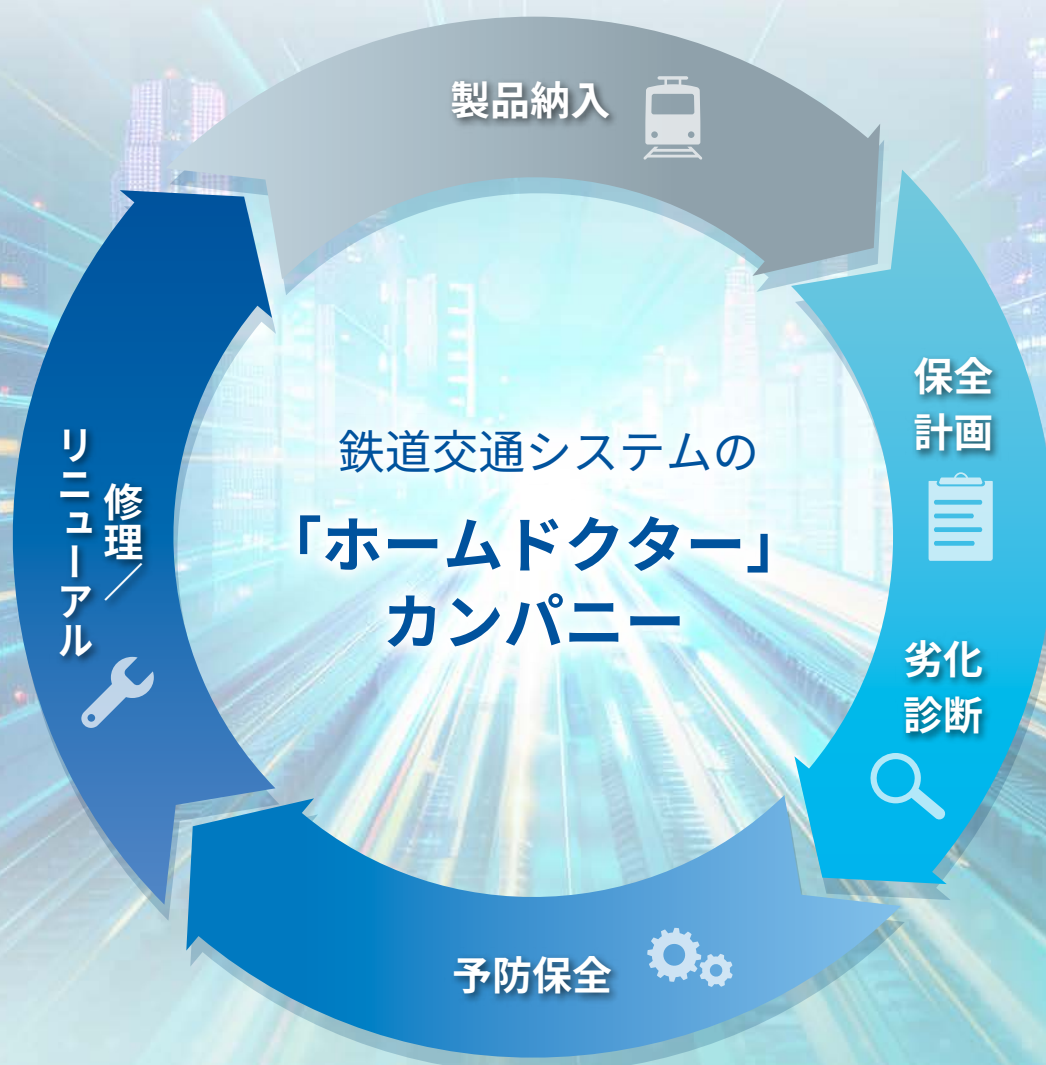 製品納入
保全
計画
劣化
診断
予防保全
修理／
リニューアル
鉄道交通システムの
「ホームドクター」
カンパニー